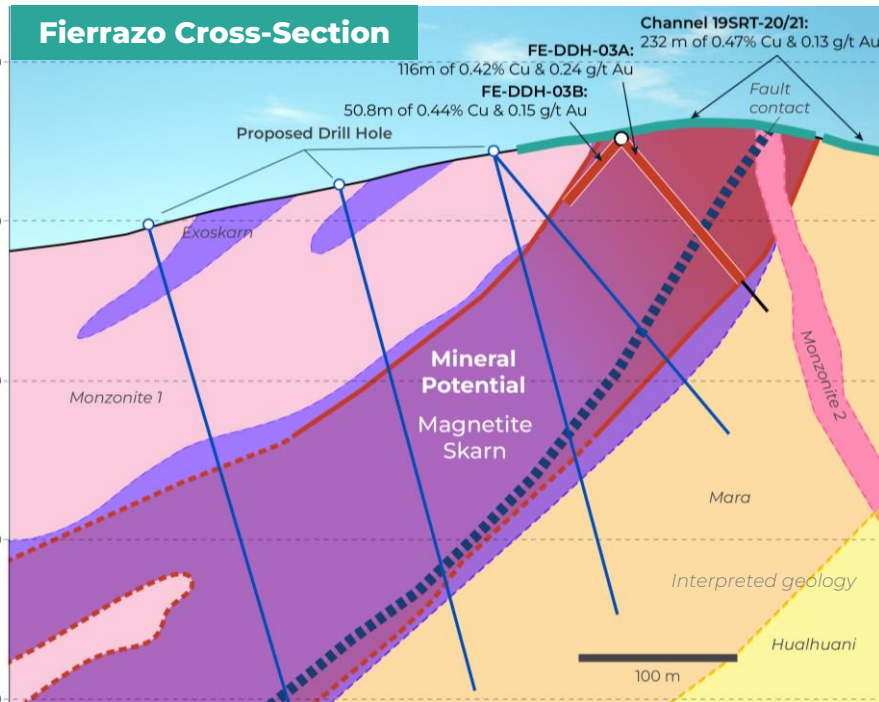 Fierrazo Cross-Section
Channel 19SRT-20/21:
232 m of 0.47% Cu & 0.13 g/t Au
FE-DDH-03A:
116m of 0.42% Cu & 0.24 g/t Au
FE-DDH-03B:
50.8m of 0.44% Cu & 0.15 g/t Au
Fault
contact
Proposed Drill Hole
Exoskarn
Mineral
Potential
Magnetite
Skarn
Monzonite 1
Monzonite 2
Mara
Interpreted geology
Hualhuani
100 m